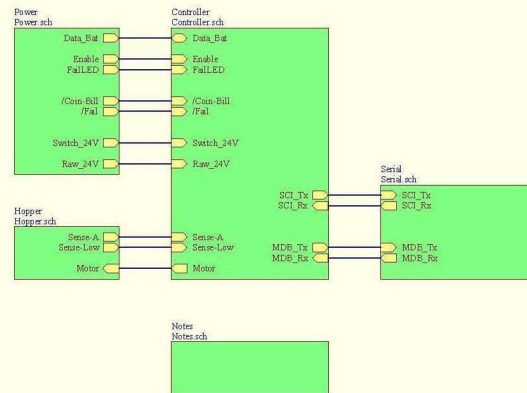 Power
Power.sch
Data_Bat
Enable
FailLED
/Coin-Bill
/Fail
Switch_24V
Raw_24V
Controller
Controller.sch
Data_Bat
Enable
FailLED
/Coin-Bill
/Fail
Switch_24V
Raw_24V
SCI_Tx
SCI_Rx
Sense-A
Sense-Low
MDB_Tx
MDB_Rx
Motor
Serial
Serial.sch
SCI_Tx
SCI_Rx
MDB_Tx
MDB_Rx
Hopper
Hopper.sch
Sense-A
Sense-Low
Motor
Notes
Notes.sch